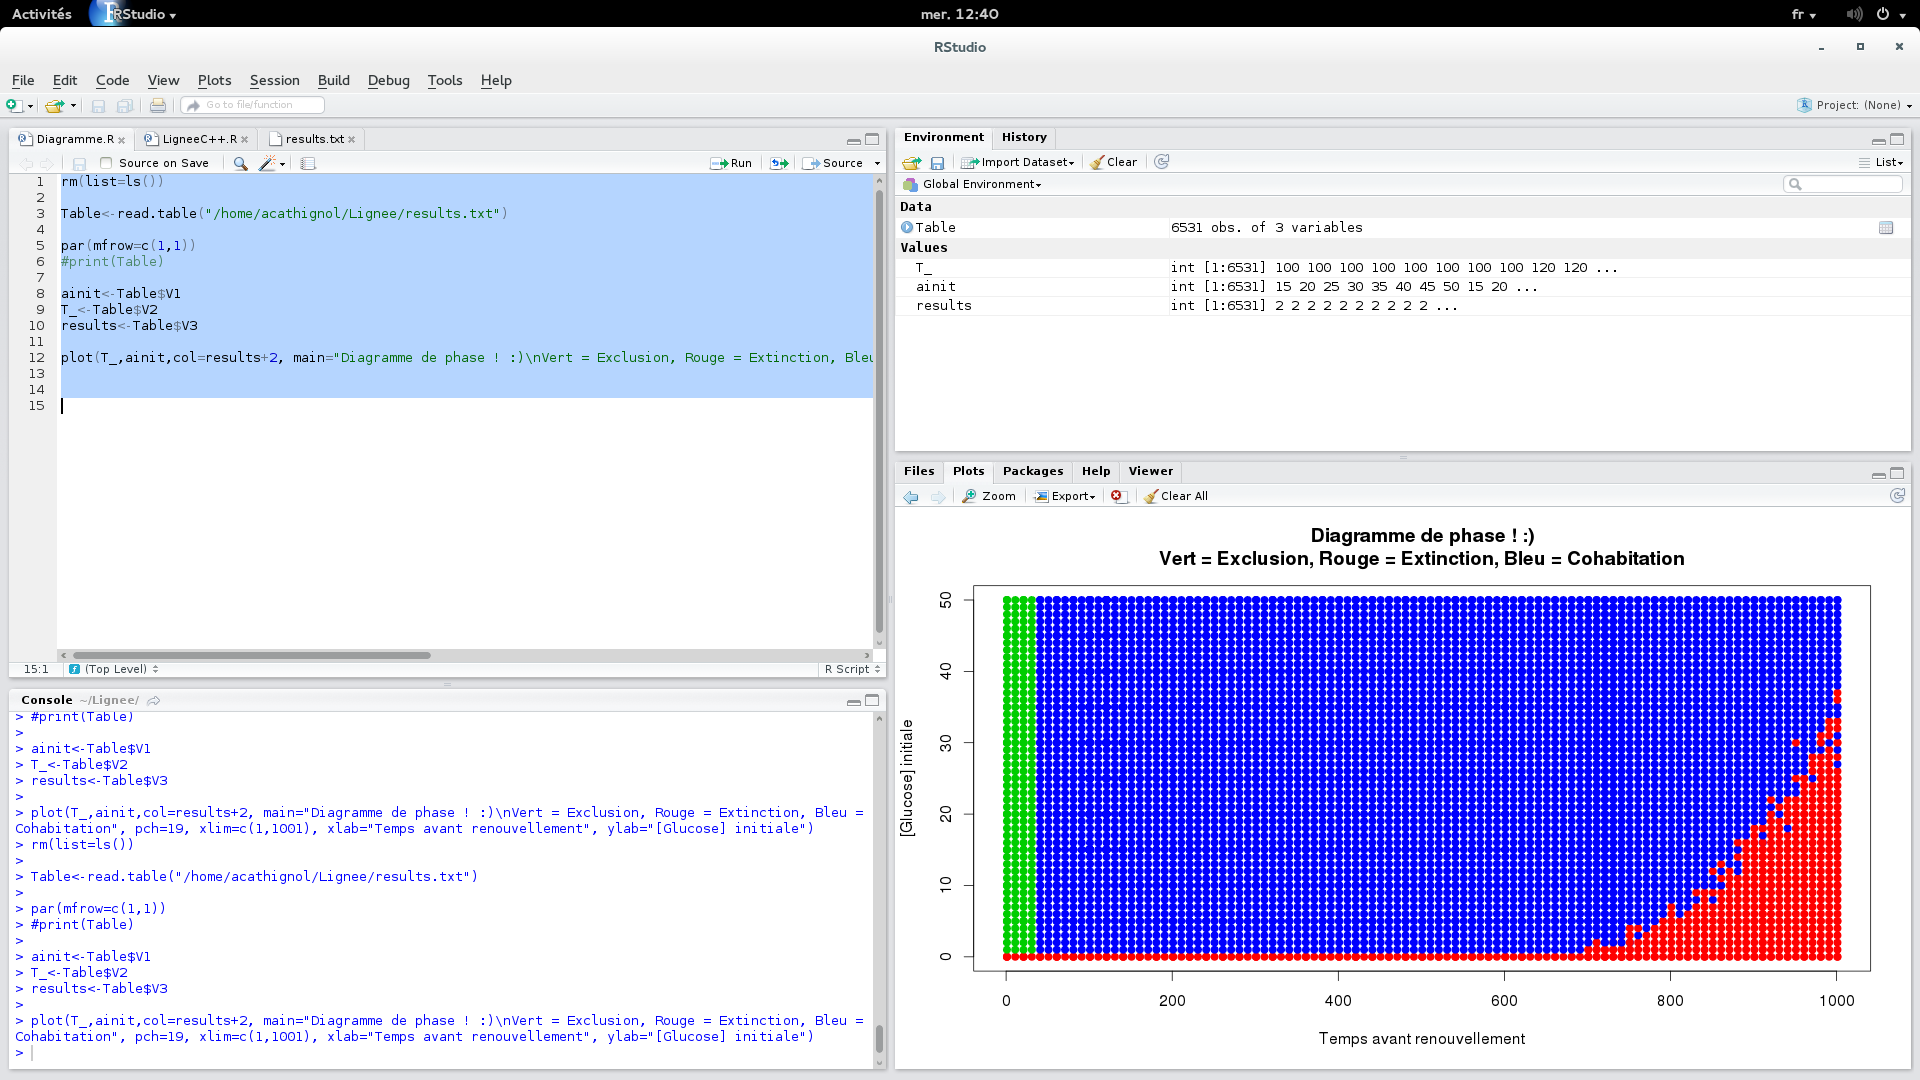 Activités RStudio mer. 12:40 fr
RStudio
File Edit Code View Plots Session Build Debug Tools Help
Go to file/function Project: (None)
Diagramme.R LigneeC++.R results.txt
Source on Save Run Source
1 rm(list=ls())
2
3 Table<-read.table("/home/acathignol/Lignee/results.txt")
4
5 par(mfrow=c(1,1))
6 #print(Table)
7
8 ainit<-Table$V1
9 T_<-Table$V2
10 results<-Table$V3
11
12 plot(T_,ainit,col=results+2, main="Diagramme de phase ! :)\nVert = Exclusion, Rouge = Extinction, Bleu
13
14
15
15:1 (Top Level) R Script
Console ~/Lignee/
> #print(Table)
>
> ainit<-Table$V1
> T_<-Table$V2
> results<-Table$V3
>
> plot(T_,ainit,col=results+2, main="Diagramme de phase ! :)\nVert = Exclusion, Rouge = Extinction, Bleu =
Cohabitation", pch=19, xlim=c(1,1001), xlab="Temps avant renouvellement", ylab="[Glucose] initiale")
> rm(list=ls())
>
> Table<-read.table("/home/acathignol/Lignee/results.txt")
>
> par(mfrow=c(1,1))
> #print(Table)
>
> ainit<-Table$V1
> T_<-Table$V2
> results<-Table$V3
>
> plot(T_,ainit,col=results+2, main="Diagramme de phase ! :)\nVert = Exclusion, Rouge = Extinction, Bleu =
Cohabitation", pch=19, xlim=c(1,1001), xlab="Temps avant renouvellement", ylab="[Glucose] initiale")
>
Environment History
Import Dataset Clear List
Global Environment
Data
Table 6531 obs. of 3 variables
Values
T_ int [1:6531] 100 100 100 100 100 100 100 100 120 120 ...
ainit int [1:6531] 15 20 25 30 35 40 45 50 15 20 ...
results int [1:6531] 2 2 2 2 2 2 2 2 2 2 ...
Files Plots Packages Help Viewer
Zoom Export Clear All
Diagramme de phase ! :)
Vert = Exclusion, Rouge = Extinction, Bleu = Cohabitation
[Glucose] initiale
50
40
30
20
10
0
0 200 400 600 800 1000
Temps avant renouvellement